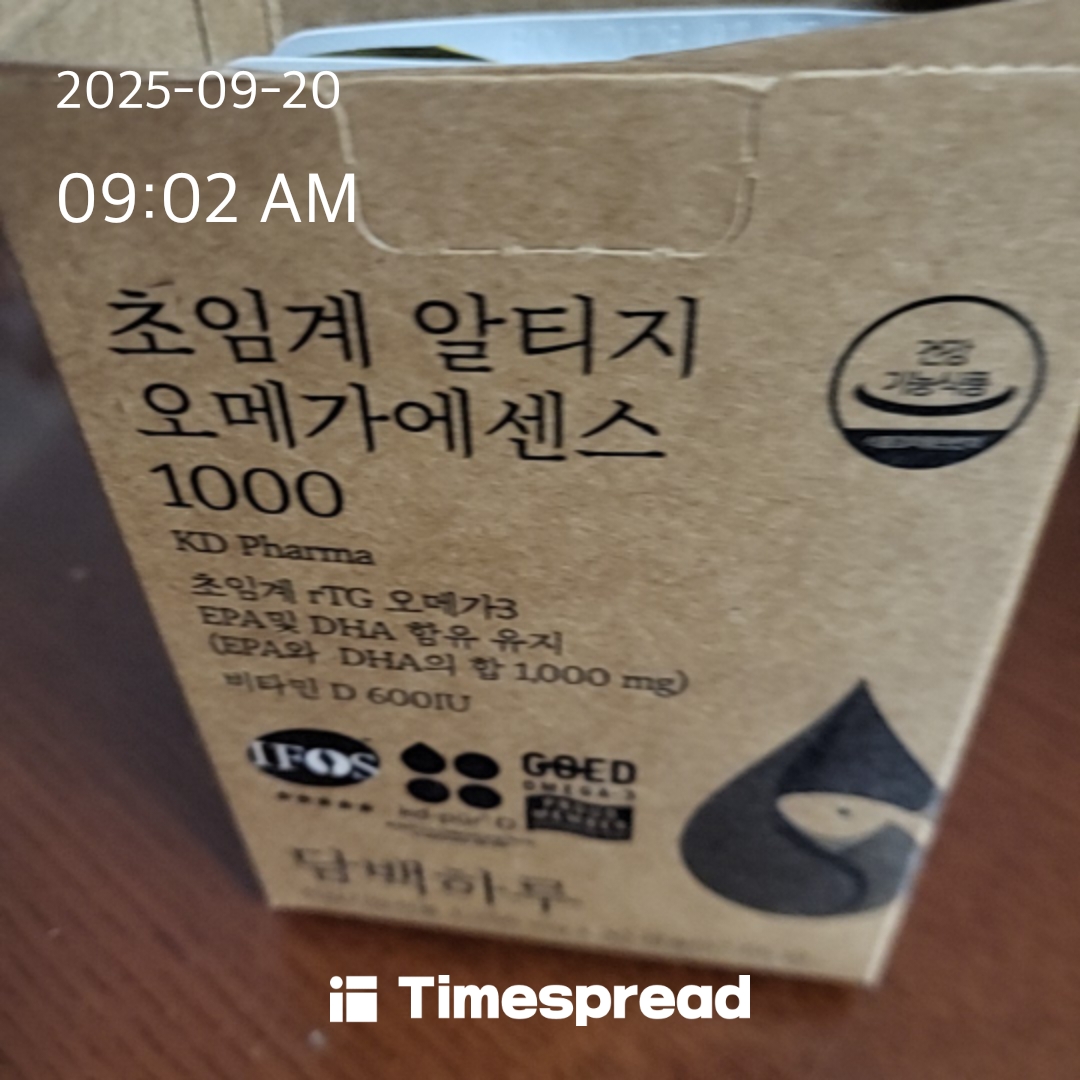 2025-09-20
09:02 AM
초임계 알티지
오메가에센스
1000
건강
기능식품
KD Pharma
초임계 rTG 오메가3
EPA및 DHA 함유 유지
(EPA와 DHA의 합 1,000 mg)
비타민 D 600IU
IFOS
GOED
OMEGA-3
PROUD
MEMBER
담백하루
Timespread